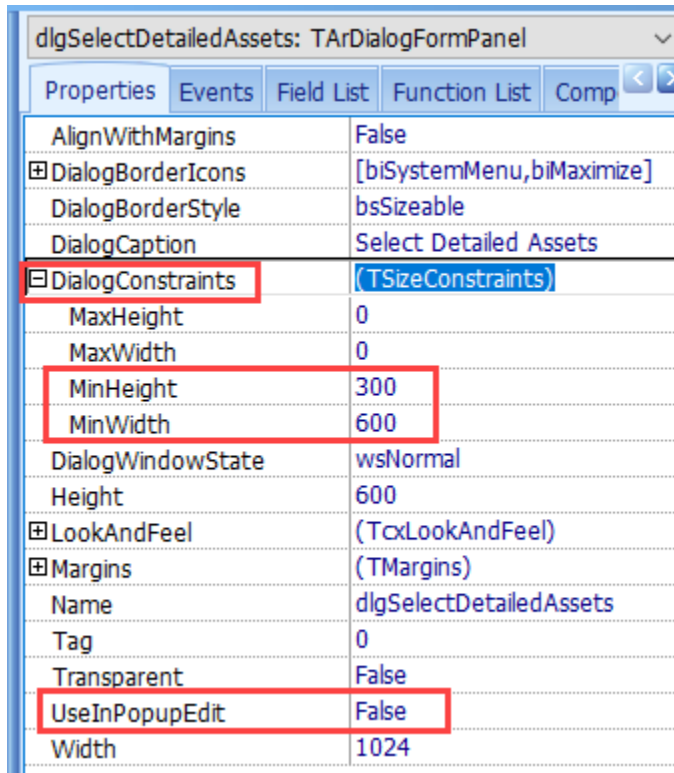 dlgSelectDetailedAssets: TArDialogFormPanel
Properties Events Field List Function List Comp
AlignWithMargins False
DialogBorderIcons [biSystemMenu,biMaximize]
DialogBorderStyle bsSizeable
DialogCaption Select Detailed Assets
DialogConstraints (TSizeConstraints)
MaxHeight 0
MaxWidth 0
MinHeight 300
MinWidth 600
DialogWindowState wsNormal
Height 600
LookAndFeel (TcxLookAndFeel)
Margins (TMargins)
Name dlgSelectDetailedAssets
Tag 0
Transparent False
UseInPopupEdit False
Width 1024